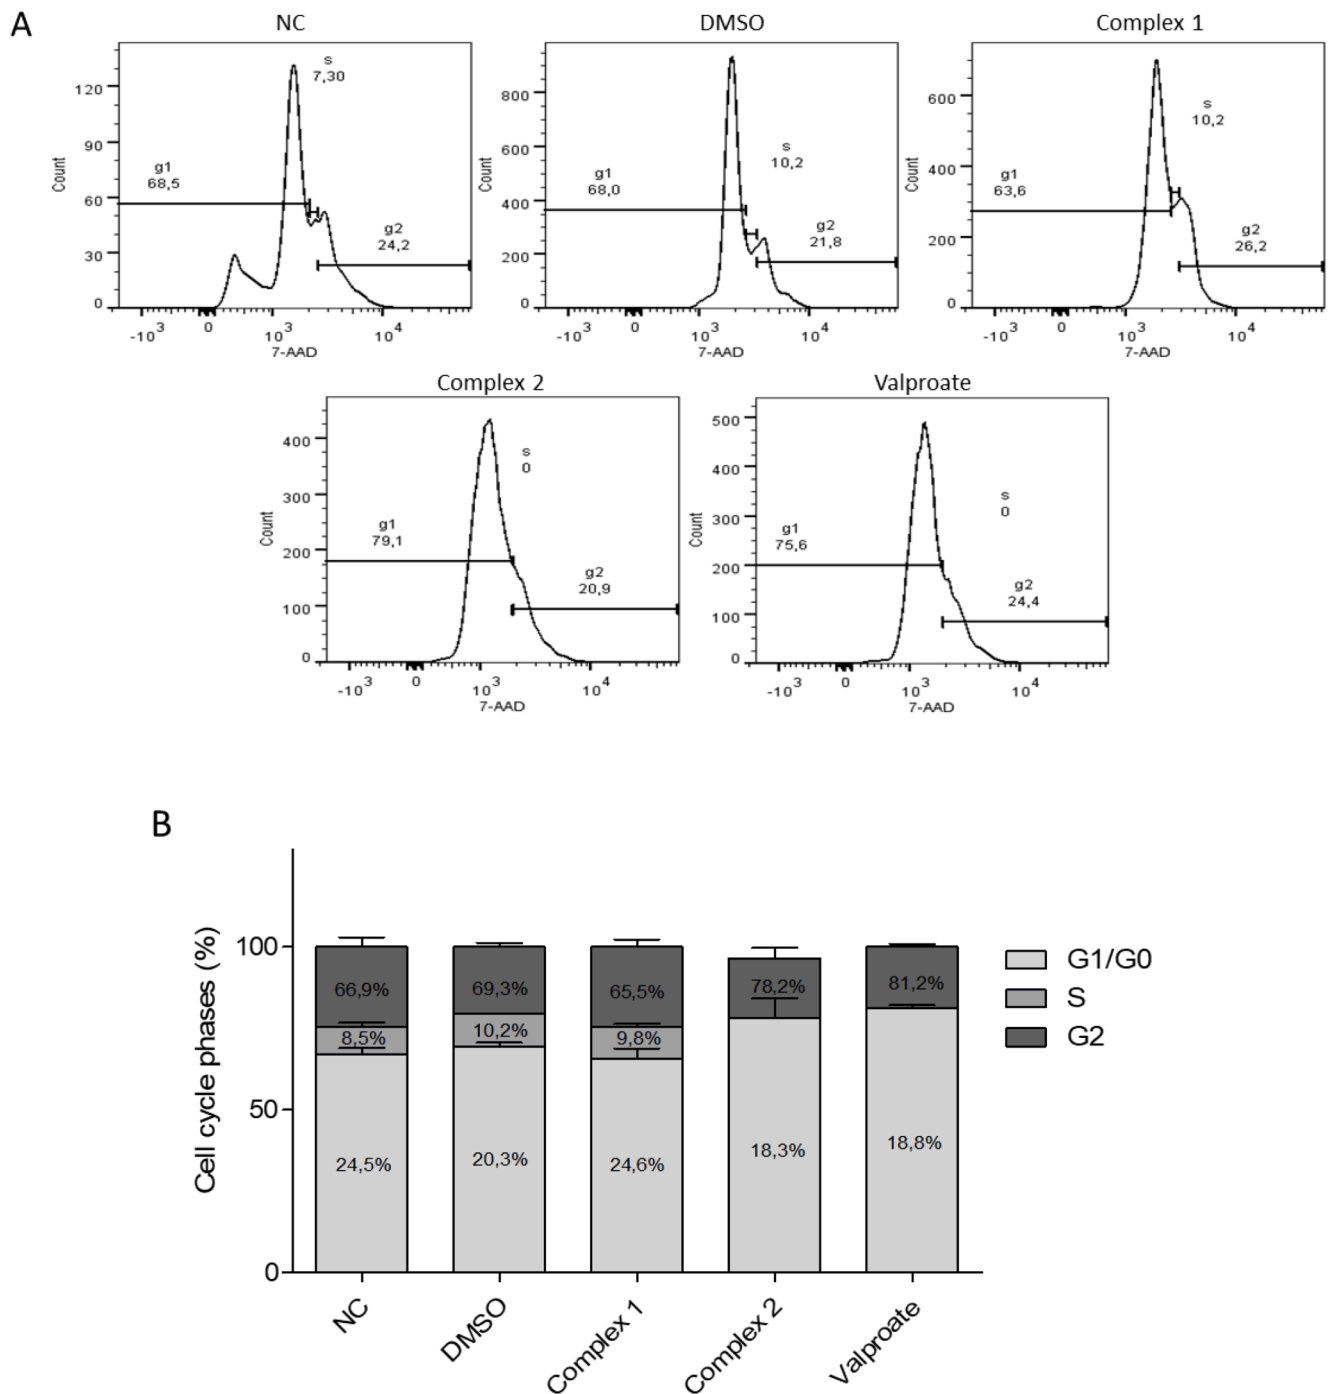 A
NC
DMSO
Complex 1
s
7,30
g1
68,5
g2
24,2
120
90
60
30
0
Count
-10³ 0 10³ 10⁴
7-AAD
s
10,2
g1
68,0
g2
21,8
800
600
400
200
0
Count
-10³ 0 10³ 10⁴
7-AAD
s
10,2
g1
63,6
g2
26,2
600
400
200
0
Count
-10³ 0 10³ 10⁴
7-AAD
Complex 2
Valproate
s
0
g1
79,1
g2
20,9
400
300
200
100
0
Count
-10³ 0 10³ 10⁴
7-AAD
s
0
g1
75,6
g2
24,4
500
400
300
200
100
0
Count
-10³ 0 10³ 10⁴
7-AAD
B
Cell cycle phases (%)
100
50
0
66,9% 69,3% 65,5% 78,2% 81,2%
8,5% 10,2% 9,8%
24,5% 20,3% 24,6% 18,3% 18,8%
NC
DMSO
Complex 1
Complex 2
Valproate
G1/G0
S
G2